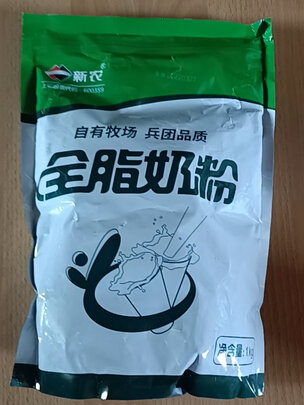 新农®
自有牧场 兵团品质
全脂奶粉
净含量:1kg